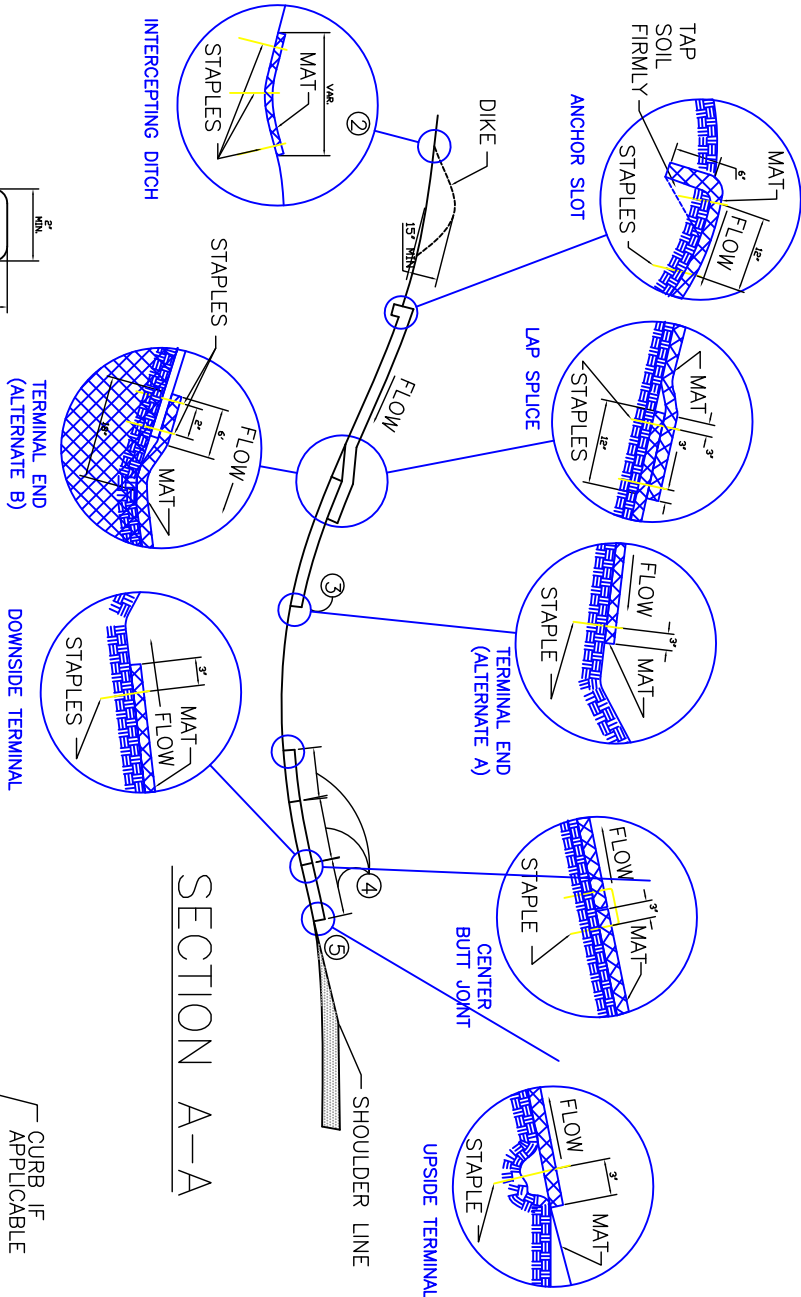 TAP
SOIL
FIRMLY
MAT
6"
FLOW
12"
STAPLES
ANCHOR SLOT
MAT
3"
3"
12"
STAPLES
LAP SPLICE
FLOW
MAT
3"
STAPLE
TERMINAL END
(ALTERNATE A)
FLOW
MAT
3"
STAPLE
CENTER
BUTT JOINT
FLOW
MAT
3"
STAPLE
UPSIDE TERMINAL
DIKE
15' MIN
FLOW
2
3
4
5
SHOULDER LINE
VAR.
MAT
STAPLES
INTERCEPTING DITCH
STAPLES
FLOW
6"
2"
MAT
TERMINAL END
(ALTERNATE B)
3"
MAT
FLOW
STAPLES
DOWNSIDE TERMINAL
SECTION A-A
2"
MIN.
CURB IF
APPLICABLE